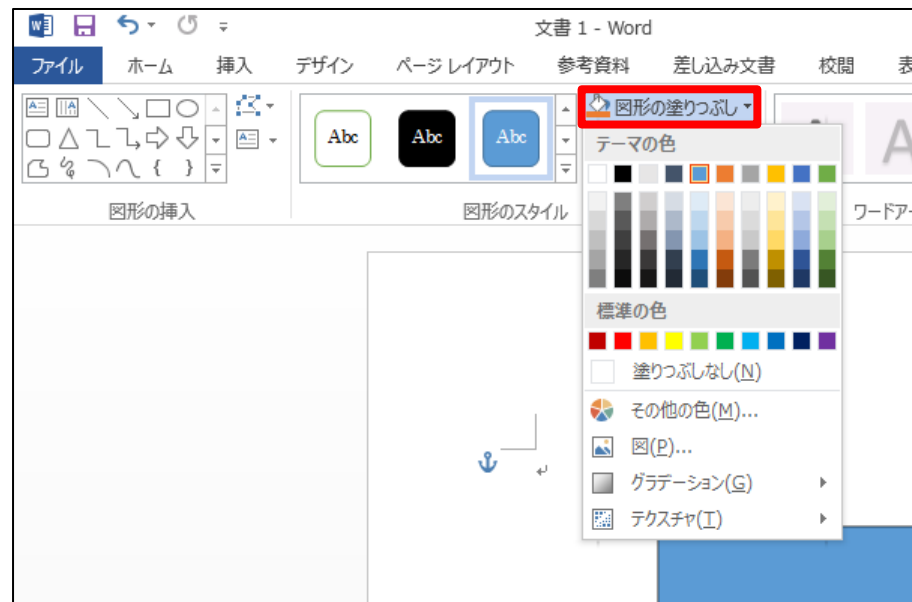 文書 1 - Word
ファイル ホーム 挿入 デザイン ページ レイアウト 参考資料 差し込み文書 校閲 表
Abc Abc Abc
図形の塗りつぶし
図形の挿入 図形のスタイル ワードアー
テーマの色
標準の色
塗りつぶしなし(N)
その他の色(M)...
図(P)...
グラデーション(G)
テクスチャ(T)